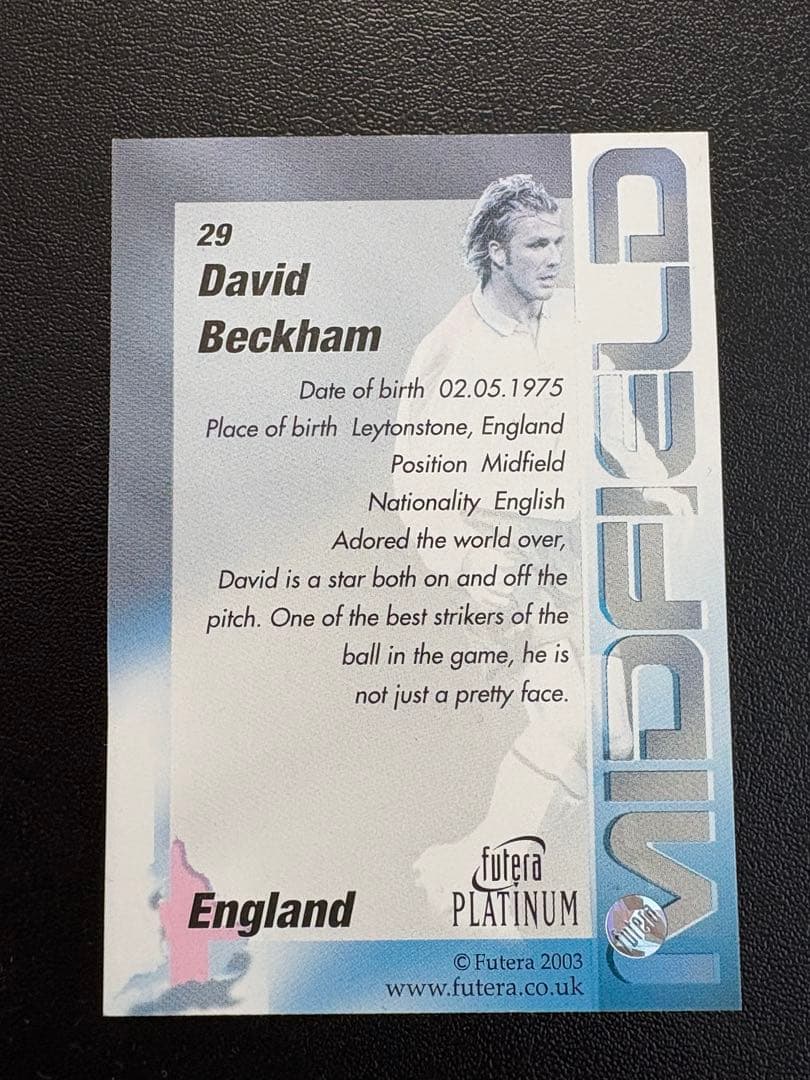 29
David
Beckham
Date of birth 02.05.1975
Place of birth Leytonstone, England
Position Midfield
Nationality English
Adored the world over,
David is a star both on and off the
pitch. One of the best strikers of the
ball in the game, he is
not just a pretty face.
England
futera
PLATINUM
© Futera 2003
www.futera.co.uk
MIDFIELD
futera